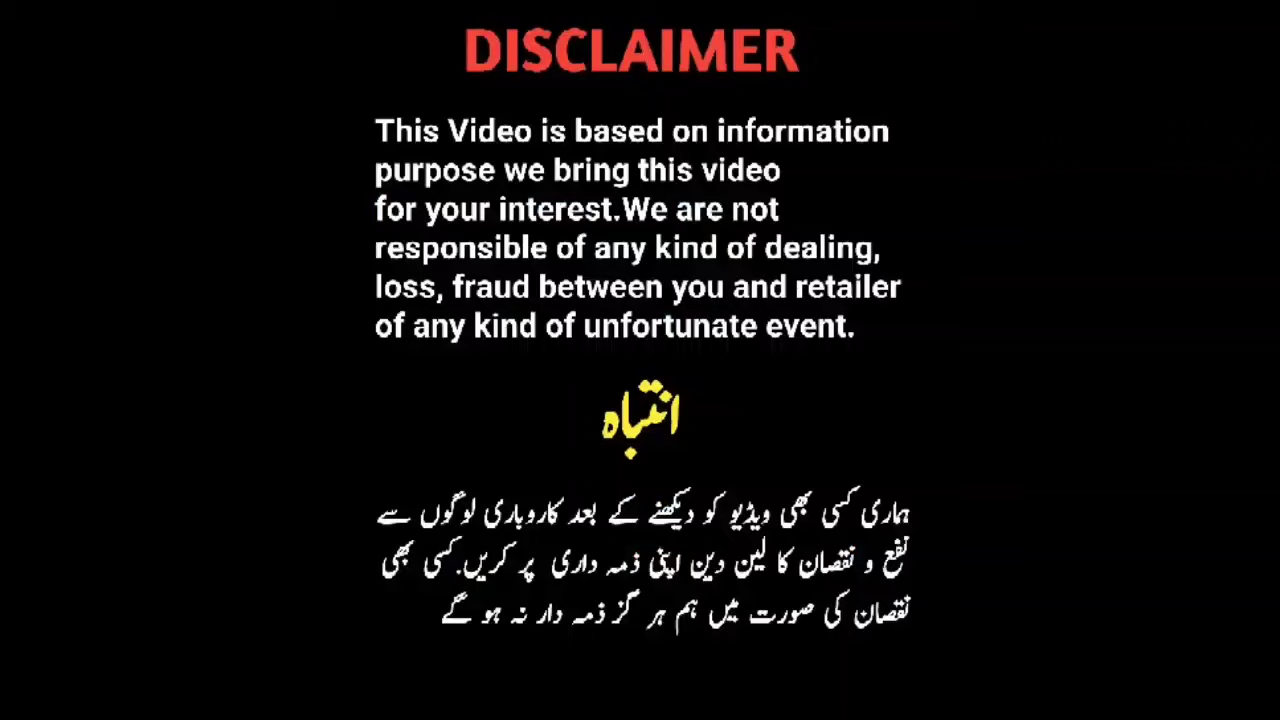 DISCLAIMER
This Video is based on information
purpose we bring this video
for your interest.We are not
responsible of any kind of dealing,
loss, fraud between you and retailer
of any kind of unfortunate event.
انتباہ
ہماری کسی بھی ویڈیو کو دیکھنے کے بعد کاروباری لوگوں سے
نفع و نقصان کا لین دین اپنی ذمہ داری پر کریں.کسی بھی
نقصان کی صورت میں ہم ہر گز ذمہ دار نہ ہو گے